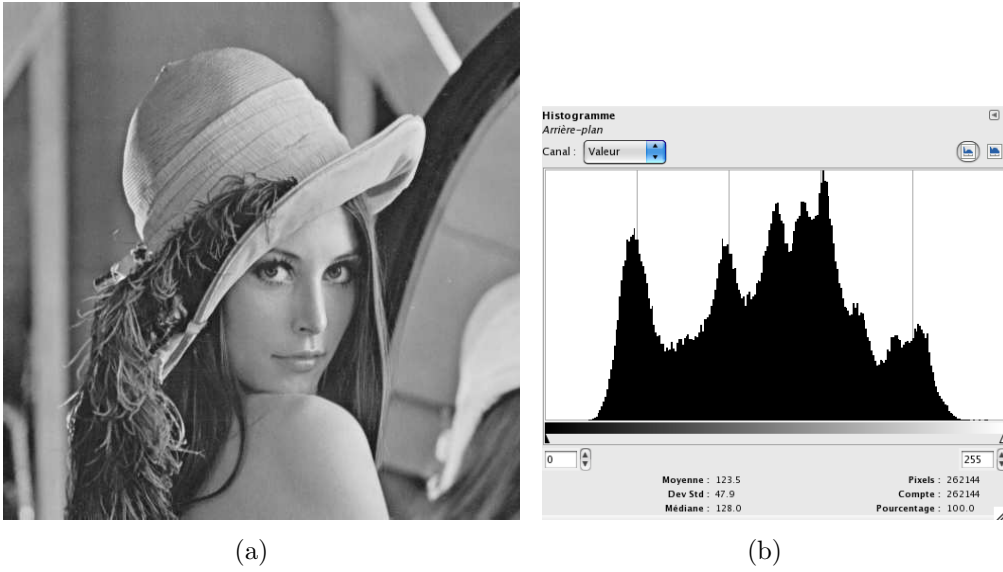 Histogramme
Arrière-plan
Canal : Valeur
0 255
Moyenne : 123.5 Pixels : 262144
Dev Std : 47.9 Compte : 262144
Médiane : 128.0 Pourcentage : 100.0
(a) (b)